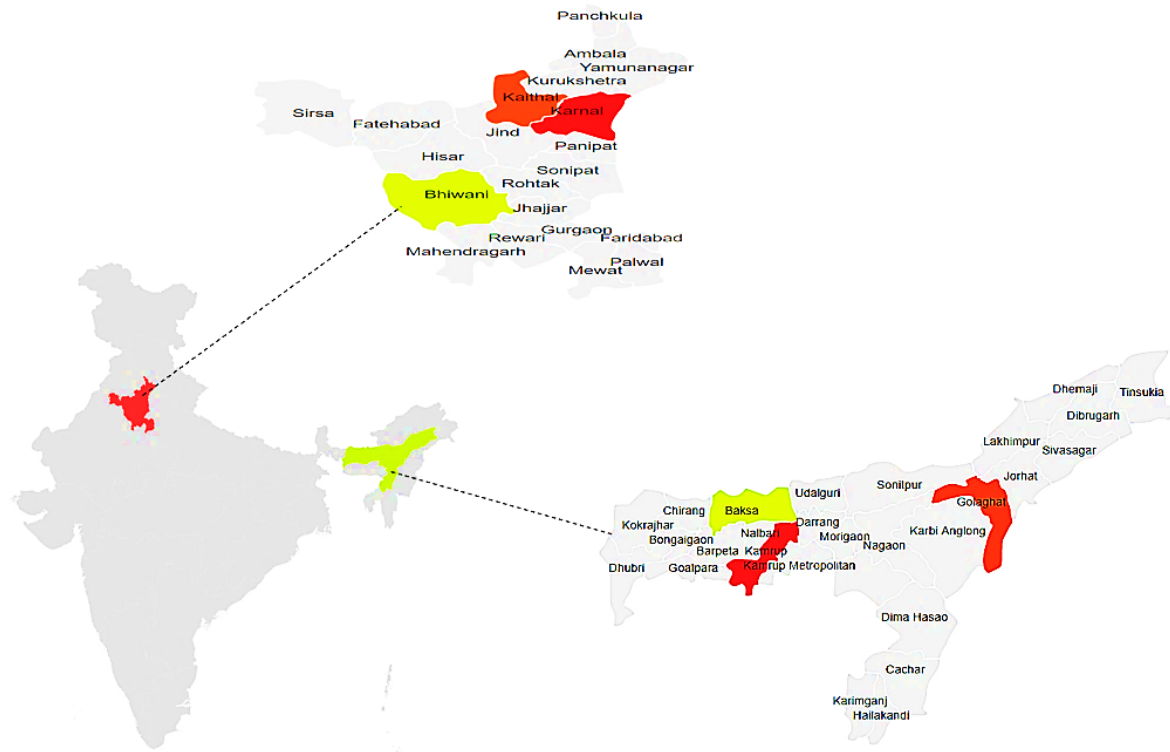 Panchkula
Ambala
Yamunanagar
Kurukshetra
Kaithal
Karnal
Sirsa
Fatehabad
Jind
Panipat
Hisar
Sonipat
Rohtak
Bhiwani
Jhajjar
Gurgaon
Rewari
Faridabad
Mahendragarh
Palwal
Mewat
Dhemaji
Tinsukia
Dibrugarh
Lakhimpur
Sivasagar
Jorhat
Sonilpur
Udalguri
Golaghat
Chirang
Baksa
Kokrajhar
Darrang
Karbi Anglong
Nalbari
Morigaon
Bongaigaon
Nagaon
Barpeta
Kamrup
Dhubri
Goalpara
Kamrup Metropolitan
Dima Hasao
Cachar
Karimganj
Hailakandi